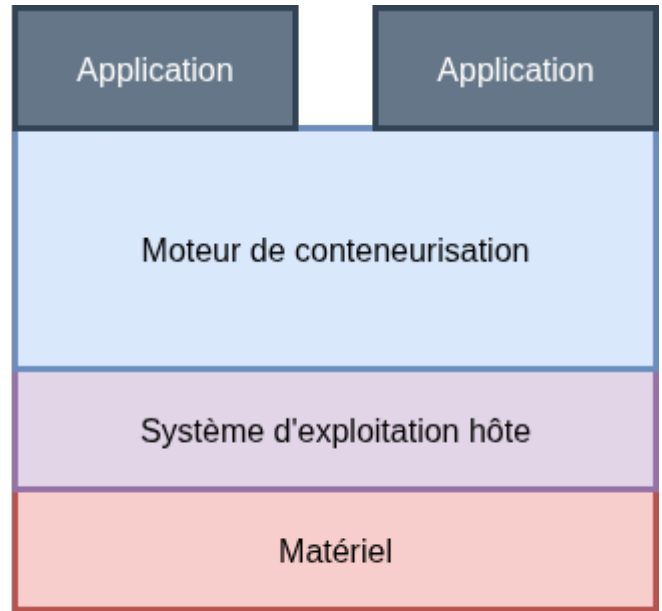 Application
Application
Moteur de conteneurisation
Système d'exploitation hôte
Matériel